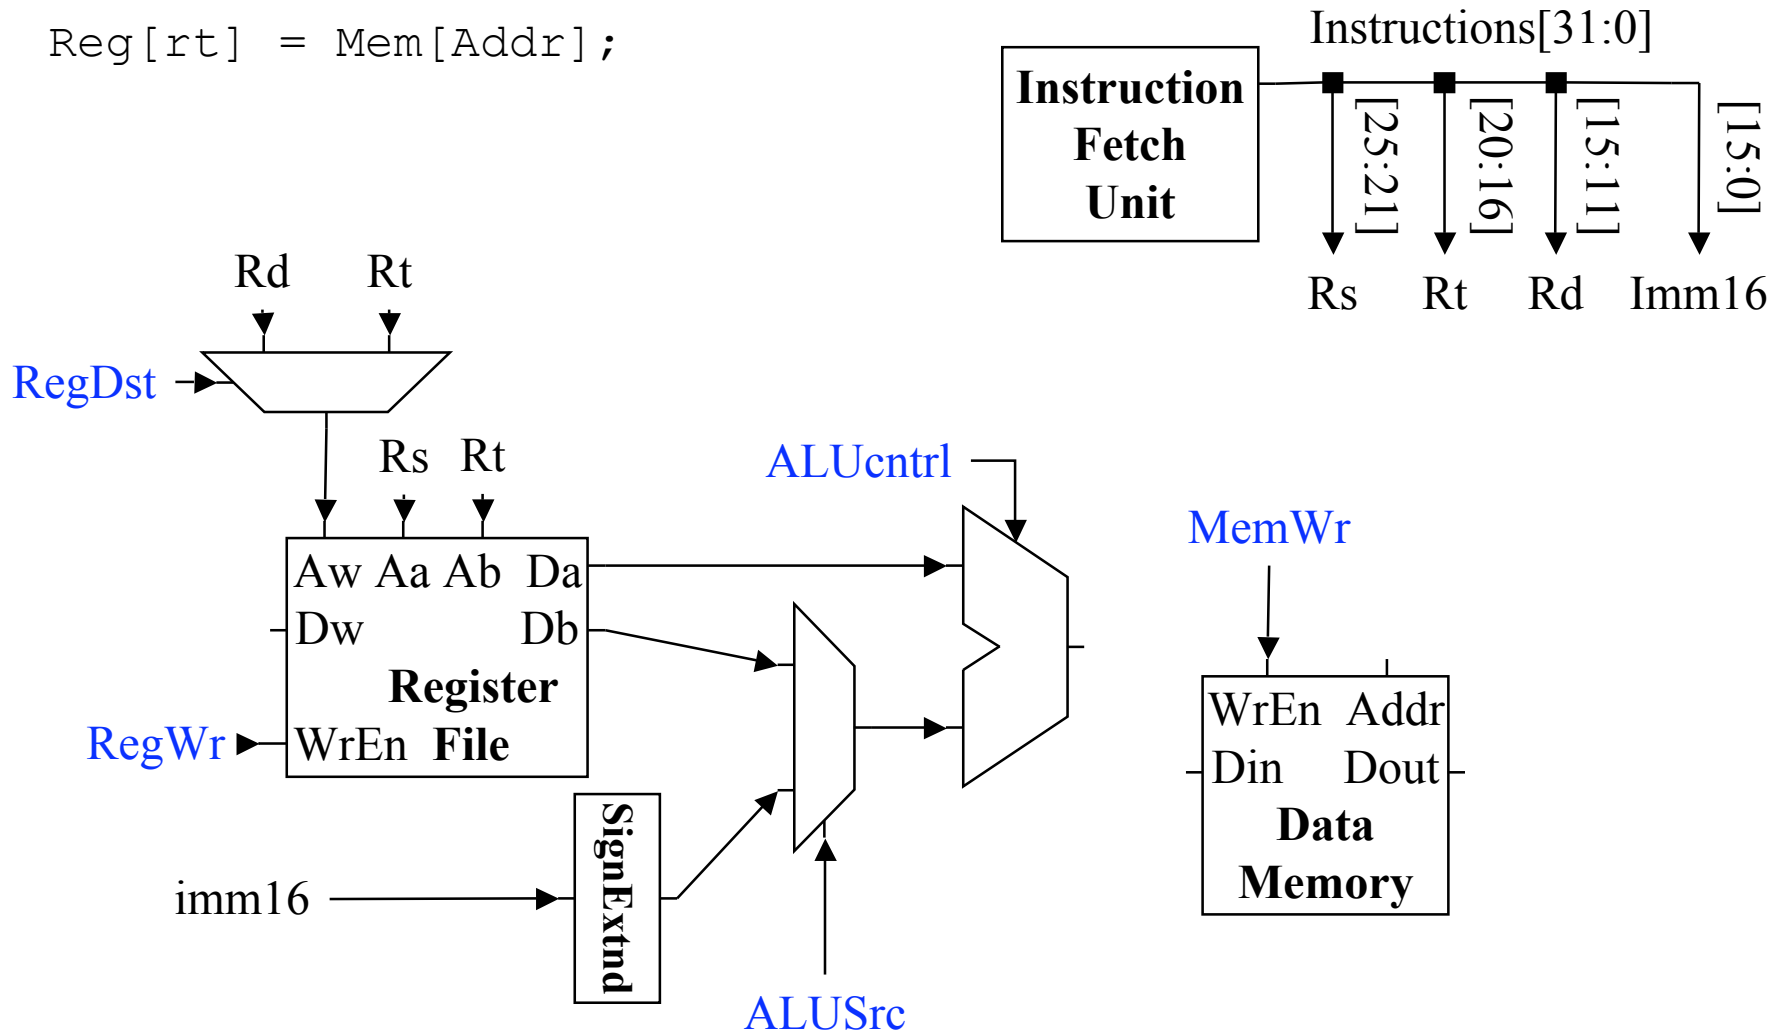 Reg[rt] = Mem[Addr];
Instructions[31:0]
Instruction
Fetch
Unit
[25:21]
[20:16]
[15:11]
[15:0]
Rs Rt Rd Imm16
Rd Rt
RegDst
Rs Rt
ALUcntrl
MemWr
Aw Aa Ab Da
Dw Db
Register
RegWr
WrEn File
WrEn Addr
Din Dout
Data
Memory
SignExtnd
imm16
ALUSrc